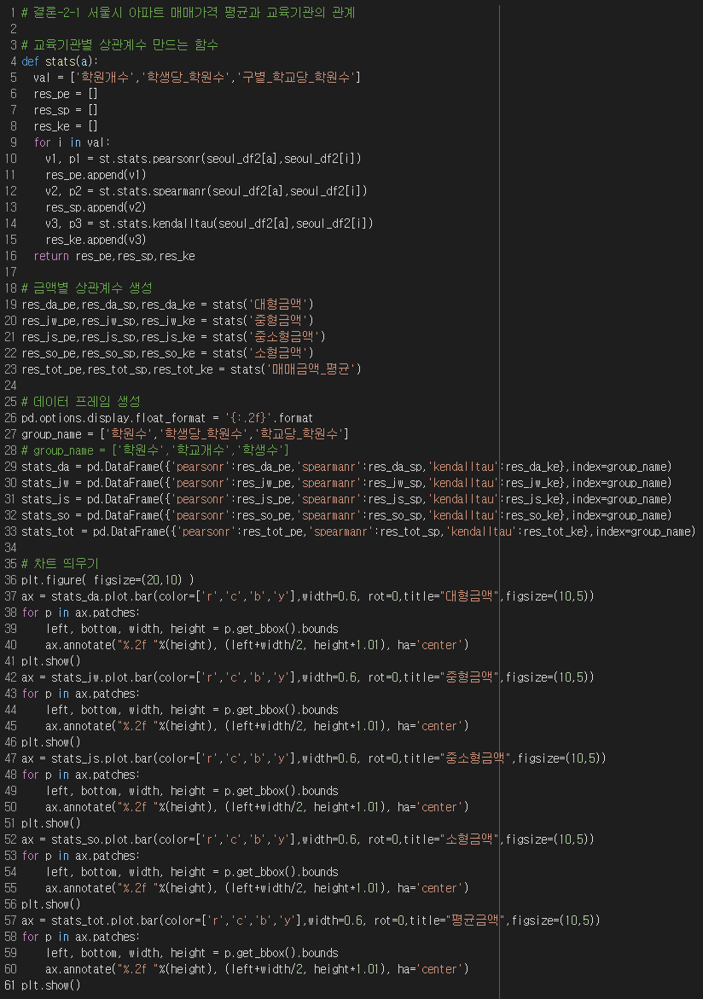 1 # 결론-2-1 서울시 아파트 매매가격 평균과 교육기관의 관계
2
3 # 교육기관별 상관계수 만드는 함수
4 def stats(a):
5   val = ['학원개수','학생당_학원수','구별_학교당_학원수']
6   res_pe = []
7   res_sp = []
8   res_ke = []
9   for i in val:
10     v1, p1 = st.stats.pearsonr(seoul_df2[a],seoul_df2[i])
11     res_pe.append(v1)
12     v2, p2 = st.stats.spearmanr(seoul_df2[a],seoul_df2[i])
13     res_sp.append(v2)
14     v3, p3 = st.stats.kendalltau(seoul_df2[a],seoul_df2[i])
15     res_ke.append(v3)
16   return res_pe,res_sp,res_ke
17
18 # 금액별 상관계수 생성
19 res_da_pe,res_da_sp,res_da_ke = stats('대형금액')
20 res_jw_pe,res_jw_sp,res_jw_ke = stats('중형금액')
21 res_js_pe,res_js_sp,res_js_ke = stats('중소형금액')
22 res_so_pe,res_so_sp,res_so_ke = stats('소형금액')
23 res_tot_pe,res_tot_sp,res_tot_ke = stats('매매금액_평균')
24
25 # 데이터 프레임 생성
26 pd.options.display.float_format = '{:.2f}'.format
27 group_name = ['학원수','학생당_학원수','학교당_학원수']
28 # group_name = ['학원수','학교개수','학생수']
29 stats_da = pd.DataFrame({'pearsonr':res_da_pe,'spearmanr':res_da_sp,'kendalltau':res_da_ke},index=group_name)
30 stats_jw = pd.DataFrame({'pearsonr':res_jw_pe,'spearmanr':res_jw_sp,'kendalltau':res_jw_ke},index=group_name)
31 stats_js = pd.DataFrame({'pearsonr':res_js_pe,'spearmanr':res_js_sp,'kendalltau':res_js_ke},index=group_name)
32 stats_so = pd.DataFrame({'pearsonr':res_so_pe,'spearmanr':res_so_sp,'kendalltau':res_so_ke},index=group_name)
33 stats_tot = pd.DataFrame({'pearsonr':res_tot_pe,'spearmanr':res_tot_sp,'kendalltau':res_tot_ke},index=group_name)
34
35 # 차트 띄우기
36 plt.figure( figsize=(20,10) )
37 ax = stats_da.plot.bar(color=['r','c','b','y'],width=0.6, rot=0,title="대형금액",figsize=(10,5))
38 for p in ax.patches:
39     left, bottom, width, height = p.get_bbox().bounds
40     ax.annotate("%.2f "%(height), (left+width/2, height*1.01), ha='center')
41 plt.show()
42 ax = stats_jw.plot.bar(color=['r','c','b','y'],width=0.6, rot=0,title="중형금액",figsize=(10,5))
43 for p in ax.patches:
44     left, bottom, width, height = p.get_bbox().bounds
45     ax.annotate("%.2f "%(height), (left+width/2, height*1.01), ha='center')
46 plt.show()
47 ax = stats_js.plot.bar(color=['r','c','b','y'],width=0.6, rot=0,title="중소형금액",figsize=(10,5))
48 for p in ax.patches:
49     left, bottom, width, height = p.get_bbox().bounds
50     ax.annotate("%.2f "%(height), (left+width/2, height*1.01), ha='center')
51 plt.show()
52 ax = stats_so.plot.bar(color=['r','c','b','y'],width=0.6, rot=0,title="소형금액",figsize=(10,5))
53 for p in ax.patches:
54     left, bottom, width, height = p.get_bbox().bounds
55     ax.annotate("%.2f "%(height), (left+width/2, height*1.01), ha='center')
56 plt.show()
57 ax = stats_tot.plot.bar(color=['r','c','b','y'],width=0.6, rot=0,title="평균금액",figsize=(10,5))
58 for p in ax.patches:
59     left, bottom, width, height = p.get_bbox().bounds
60     ax.annotate("%.2f "%(height), (left+width/2, height*1.01), ha='center')
61 plt.show()